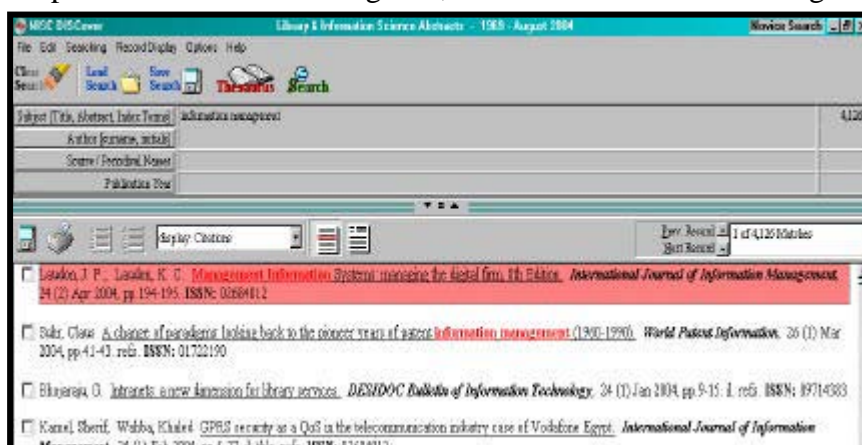 NISC DISCover Library & Information Science Abstracts - 1969 - August 2004 Novice Search
File Edit Searching Record Display Options Help
Clear Search Load Search Save Search Thesaurus Search
Subject (Title, Abstract, Index Terms) information management 4,126
Author (surname, initials)
Source / Periodical Names
Publication Year
display Citations Prev Record 1 of 4,126 Matches
Next Record
Laudon, J. P., Laudon, K. C. Management Information Systems: managing the digital firm, 8th Edition. International Journal of Information Management,
24 (2) Apr 2004, pp.194-195. ISSN: 02684012
Suhr, Claus A change of paradigms: looking back to the pioneer years of patent information management (1960-1990). World Patent Information, 26 (1) Mar
2004, pp.41-43. refs. ISSN: 01722190
G. Intranets: a new dimension for library services. DESIDOC Bulletin of Information Technology, 24 (1) Jan 2004, pp.9-15. il. refs. ISSN: 09714383
Kamel, Sherif, Wahba, Khaled GPRS security as a QoS in the telecommunication industry case of Vodafone Egypt. International Journal of Information